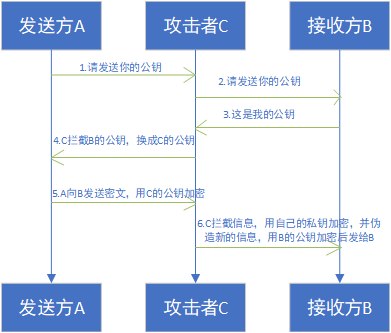 发送方A
攻击者C
接收方B
1.请发送你的公钥
2.请发送你的公钥
3.这是我的公钥
4.C拦截B的公钥，换成C的公钥
5.A向B发送密文，用C的公钥加密
6.C拦截信息，用自己的私钥加密，并伪
造新的信息，用B的公钥加密后发给B
发送方A
攻击者C
接收方B